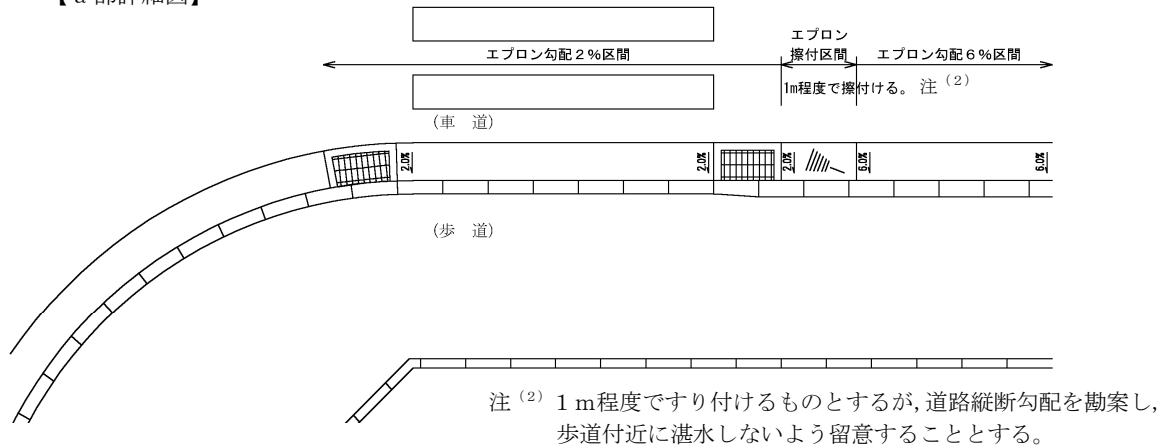 【ａ部詳細図】
エプロン
エプロン勾配２％区間
擦付区間
エプロン勾配６％区間
1m程度で擦付ける。注（2）
（車　道）
2.0%
2.0%
2.0%
6.0%
6.0%
（歩　道）
注（2）１ｍ程度ですり付けるものとするが，道路縦断勾配を勘案し，
歩道付近に湛水しないよう留意することとする。